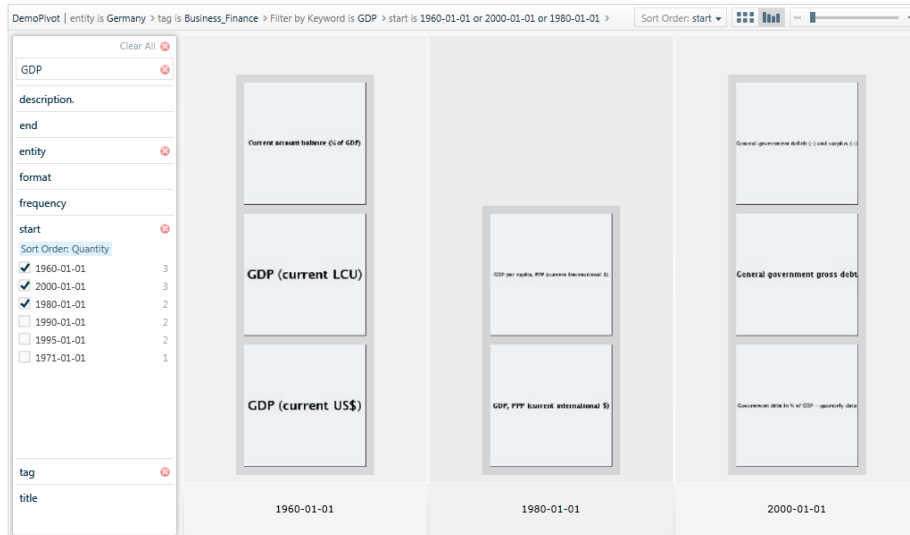 DemoPivot | entity is Germany > tag is Business_Finance > Filter by Keyword is GDP > start is 1960-01-01 or 2000-01-01 or 1980-01-01 >
Sort Order: start
Clear All
GDP
description.
end
entity
format
frequency
start
Sort Order: Quantity
1960-01-01 3
2000-01-01 3
1980-01-01 2
1990-01-01 2
1995-01-01 2
1971-01-01 1
tag
title
Current account balance (% of GDP)
GDP (current LCU)
GDP (current US$)
1960-01-01
GDP per capita, PPP (current international $)
GDP, PPP (current international $)
1980-01-01
General government deficit (-) and surplus (-)
General government gross debt
Government debt in % of GDP - quarterly data
2000-01-01